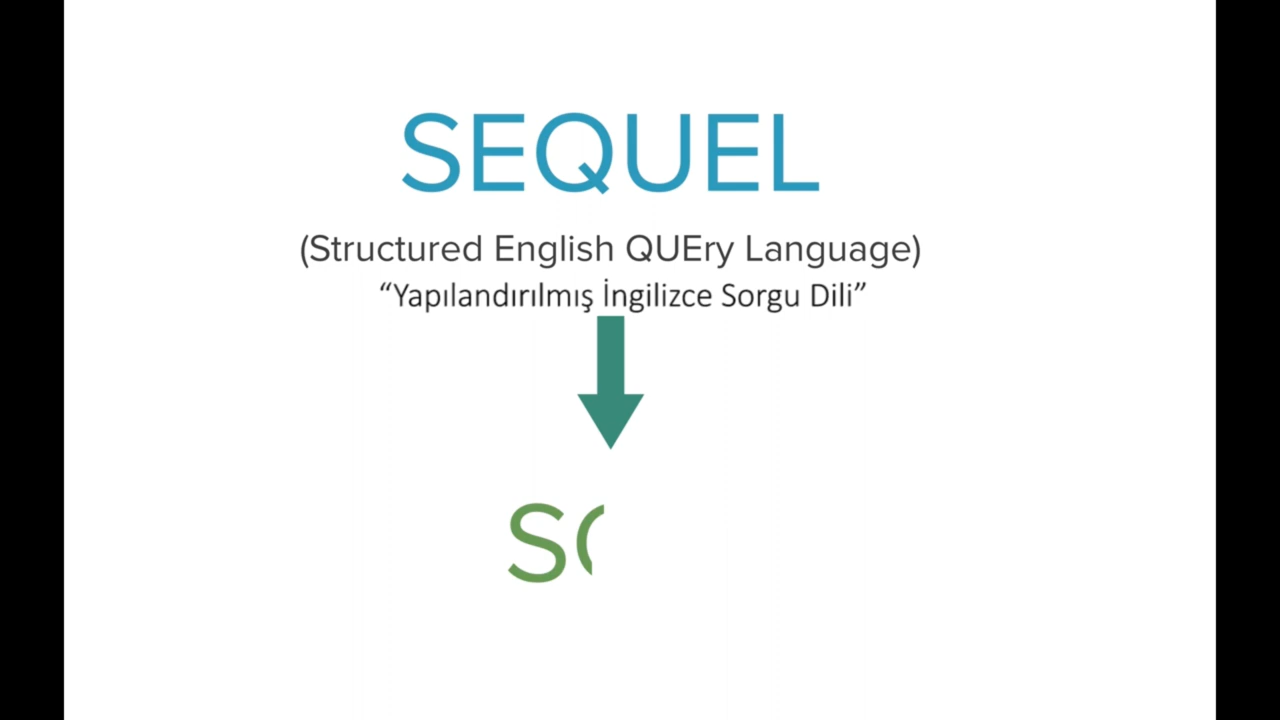 SEQUEL
(Structured English QUEry Language)
“Yapılandırılmış İngilizce Sorgu Dili”
S